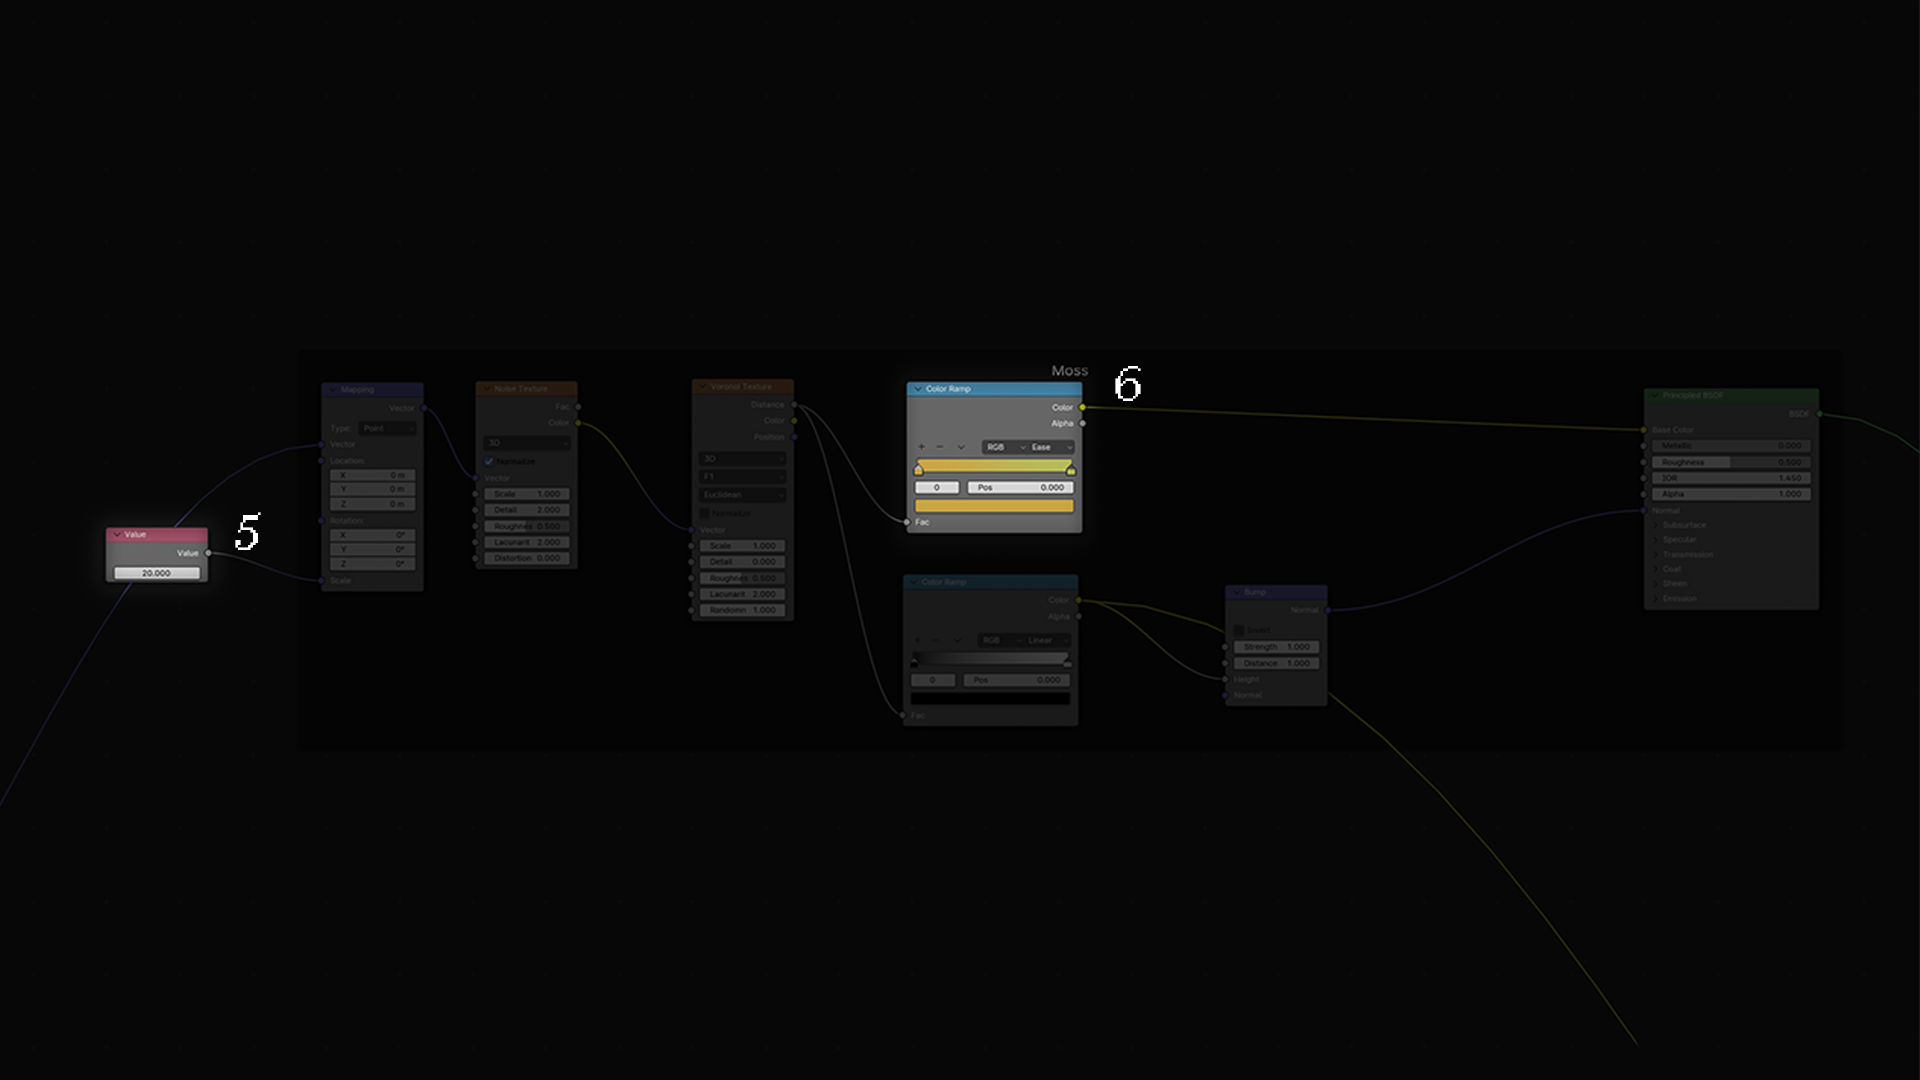 Moss
6
Color Ramp
Color
Alpha
RGB Ease
0 Pos 0.000
Fac
5
Value
Value
20.000
Mapping
Vector
Type: Point
Vector
Location:
X 0 m
Y 0 m
Z 0 m
Rotation:
X 0°
Y 0°
Z 0°
Scale
Noise Texture
Fac
Color
3D
Normalize
Vector
Scale 1.000
Detail 2.000
Roughnes 0.500
Lacunarit 2.000
Distortion 0.000
Voronoi Texture
Distance
Color
Position
3D
F1
Euclidean
Normalize
Vector
Scale 1.000
Detail 0.000
Roughnes 0.500
Lacunarit 2.000
Randomn 1.000
Color Ramp
Color
Alpha
RGB Linear
0 Pos 0.000
Fac
Bump
Normal
Invert
Strength 1.000
Distance 1.000
Height
Normal
Principled BSDF
BSDF
Base Color
Metallic 0.000
Roughness 0.500
IOR 1.450
Alpha 1.000
Normal
Subsurface
Specular
Transmission
Coat
Sheen
Emission